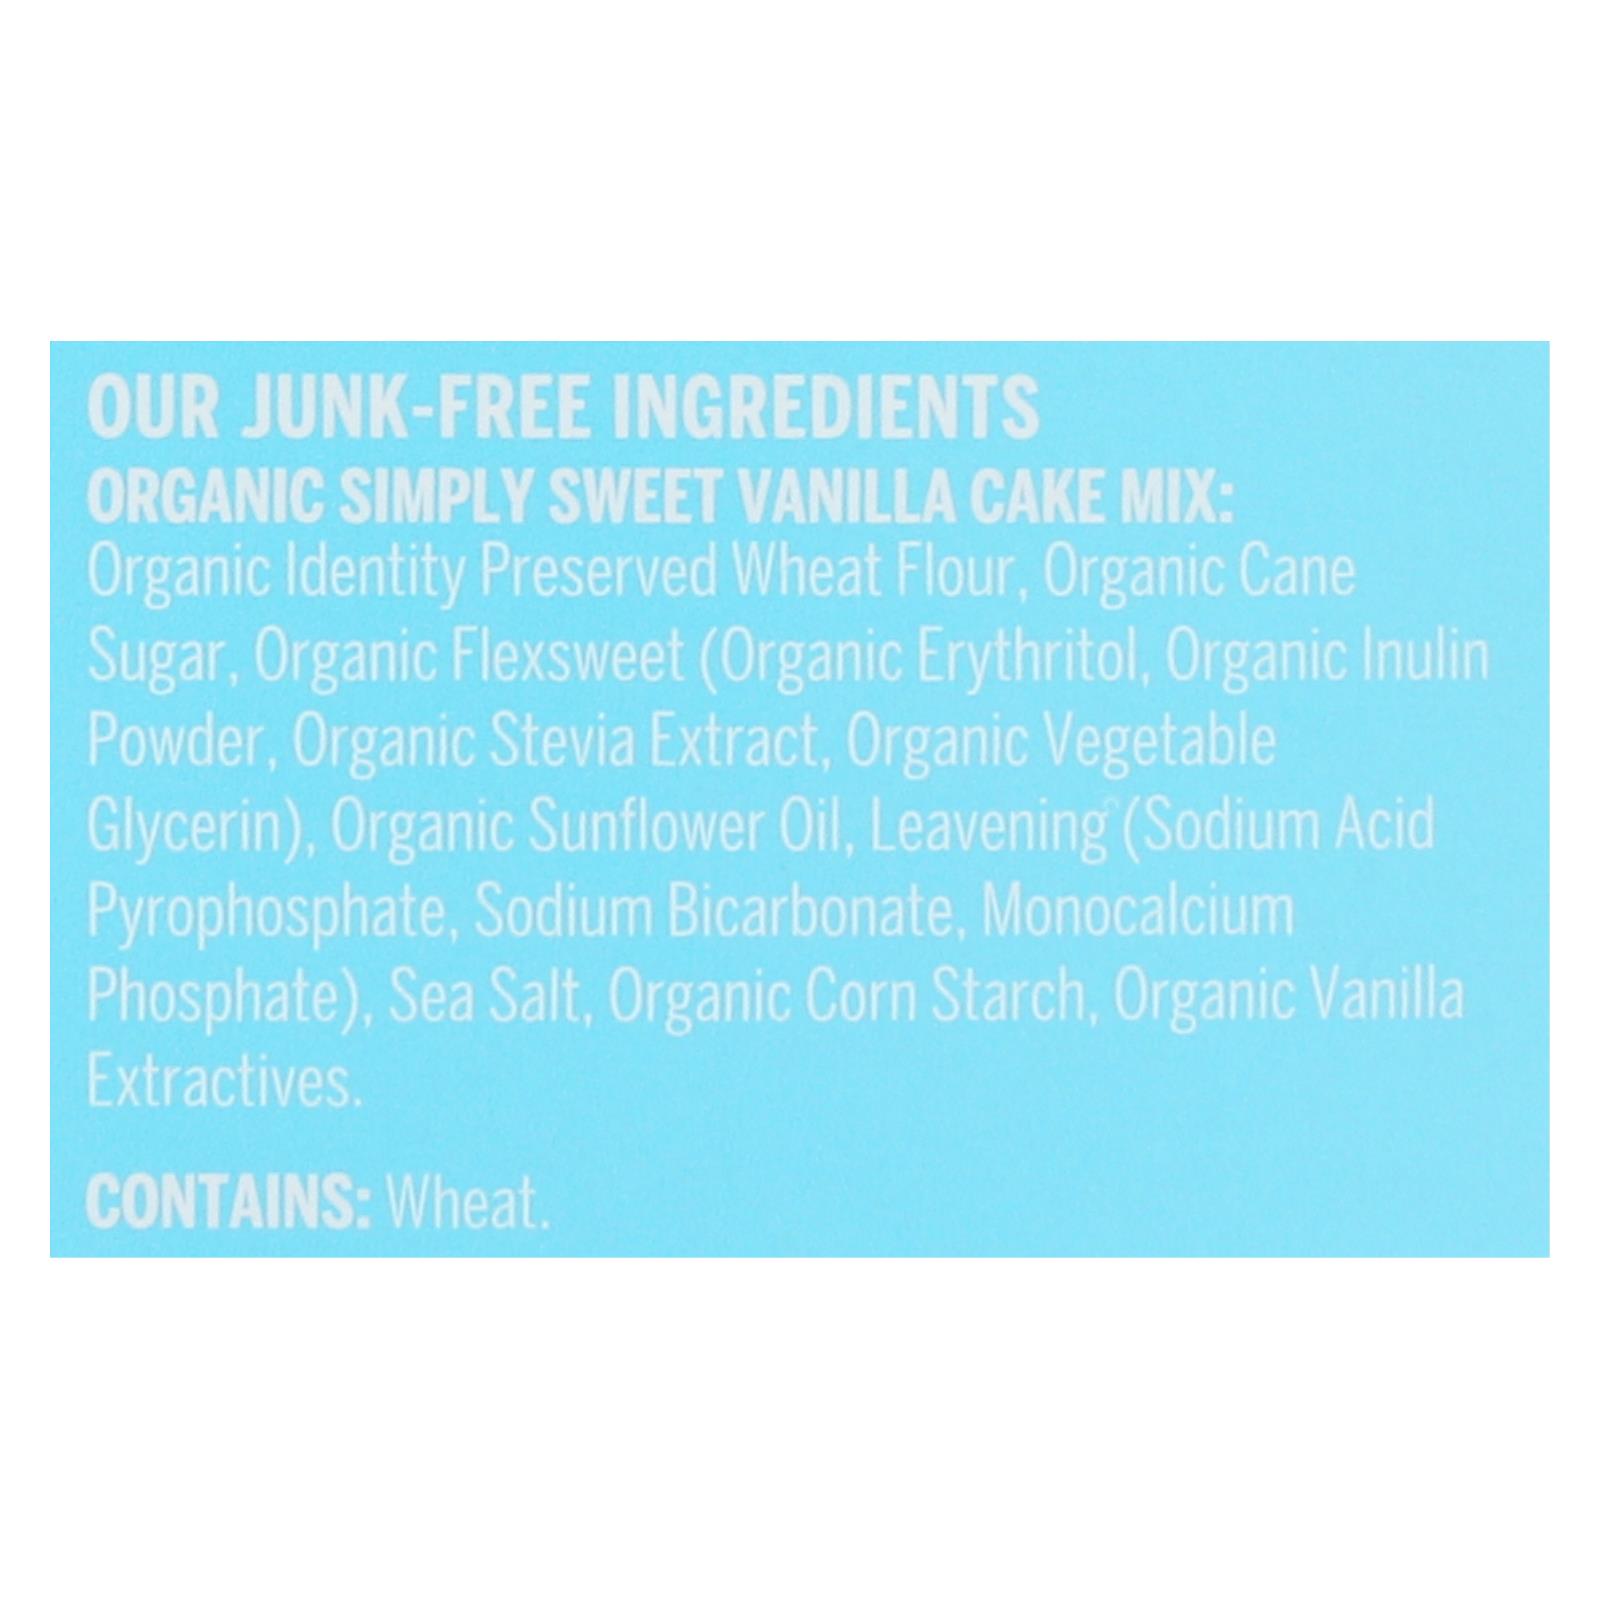 OUR JUNK-FREE INGREDIENTS
ORGANIC SIMPLY SWEET VANILLA CAKE MIX:
Organic Identity Preserved Wheat Flour, Organic Cane
Sugar, Organic Flexsweet (Organic Erythritol, Organic Inulin
Powder, Organic Stevia Extract, Organic Vegetable
Glycerin), Organic Sunflower Oil, Leavening (Sodium Acid
Pyrophosphate, Sodium Bicarbonate, Monocalcium
Phosphate), Sea Salt, Organic Corn Starch, Organic Vanilla
Extractives.
CONTAINS: Wheat.